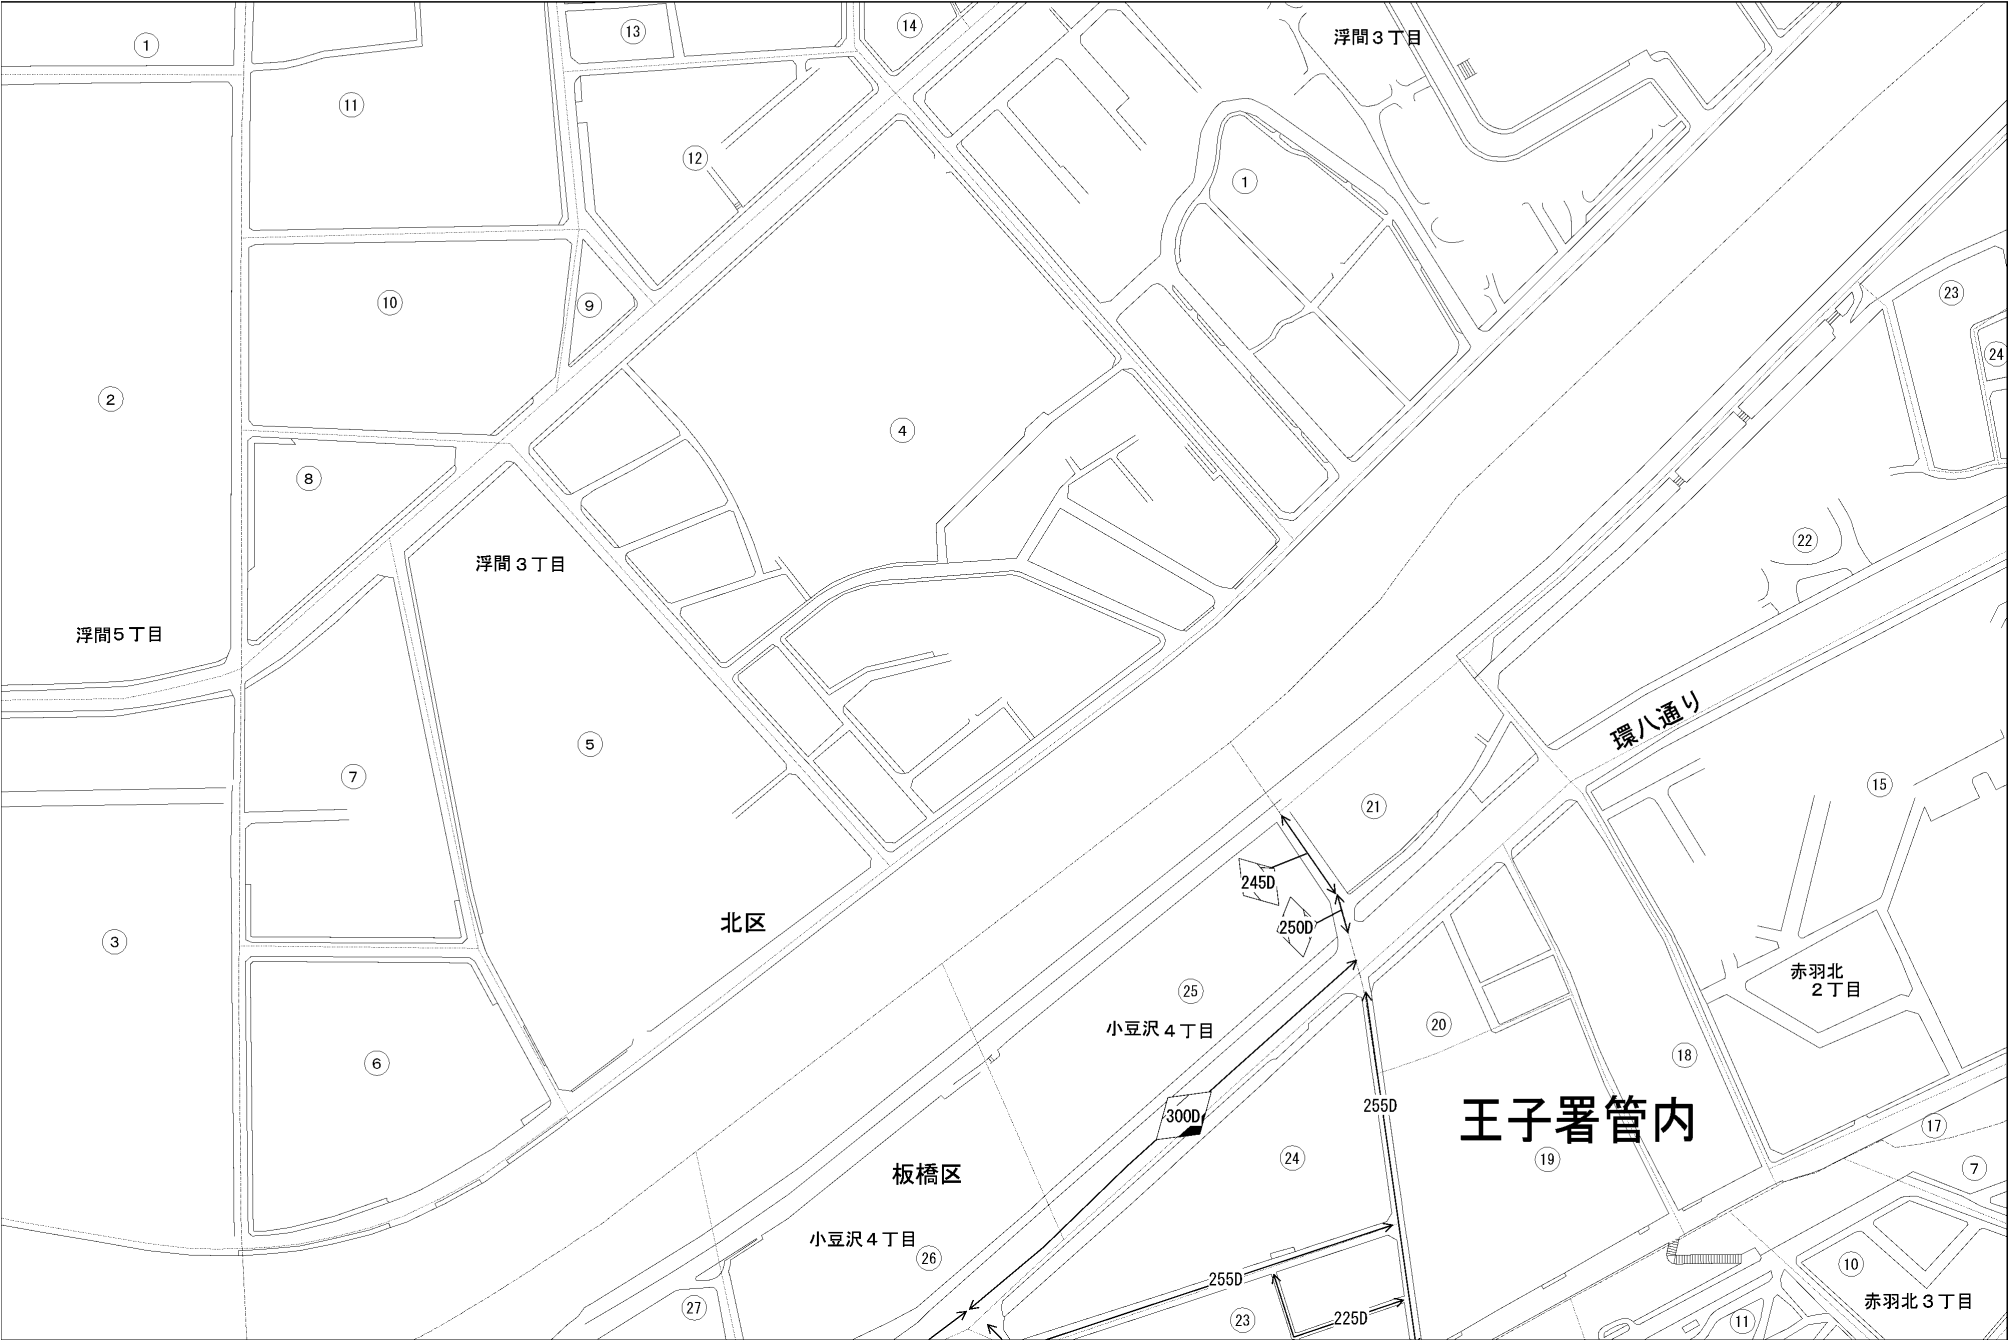 ①
⑬
⑭
浮間３丁目
⑪
⑫
①
⑩
⑨
㉓
㉔
②
④
⑧
㉒
浮間３丁目
浮間５丁目
環八通り
⑤
⑦
⑮
㉑
245D
250D
北区
③
赤羽北
２丁目
㉕
小豆沢４丁目
⑳
⑥
⑱
300D
255D
王子署管内
⑰
板橋区
㉔
⑲
⑦
小豆沢４丁目
㉖
255D
⑩
赤羽北３丁目
㉗
㉓
225D
⑪